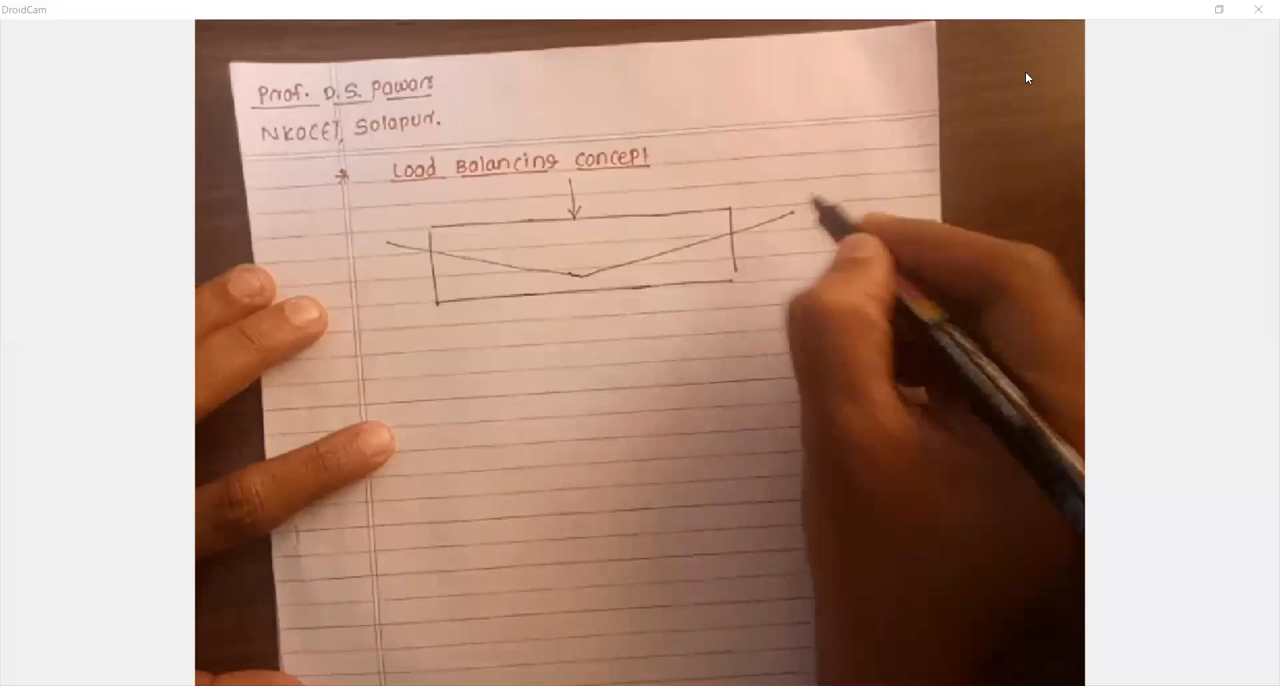 DroidCam
Prof. D.S. Pawar
NKOCET, Solapur.
* Load Balancing Concept